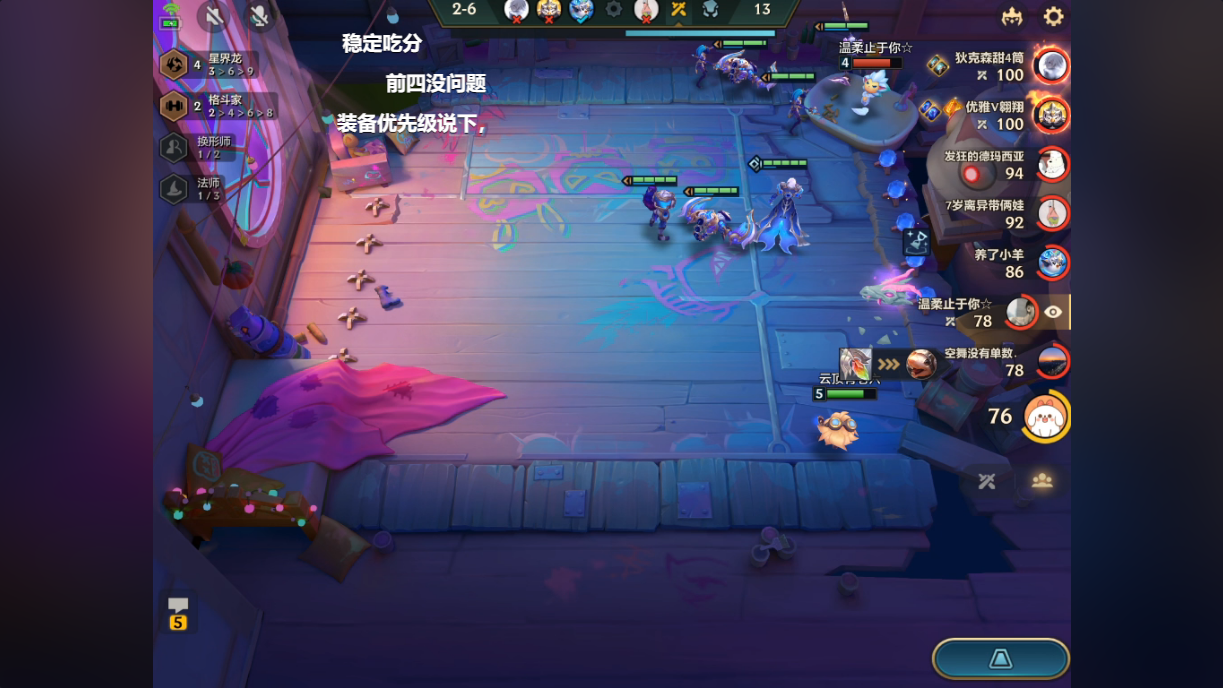 2-6
13
稳定吃分
前四没问题
装备优先级说下,
4 星界龙
3 > 6 > 9
2 格斗家
2 > 4 > 6 > 8
换形师
1 / 2
法师
1 / 3
温柔止于你☆
4
狄克森甜4筒
100
优雅V翱翔
100
发狂的德玛西亚
94
7岁离异带俩娃
92
养了小羊
86
温柔止于你☆
78
空舞没有单数.
78
5
76
5